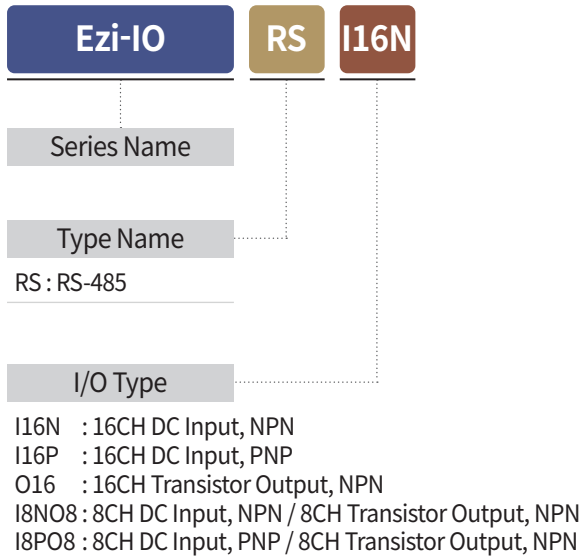 Ezi-IO RS I16N
Series Name
Type Name
RS : RS-485
I/O Type
I16N : 16CH DC Input, NPN
I16P : 16CH DC Input, PNP
O16 : 16CH Transistor Output, NPN
I8NO8 : 8CH DC Input, NPN / 8CH Transistor Output, NPN
I8PO8 : 8CH DC Input, PNP / 8CH Transistor Output, NPN